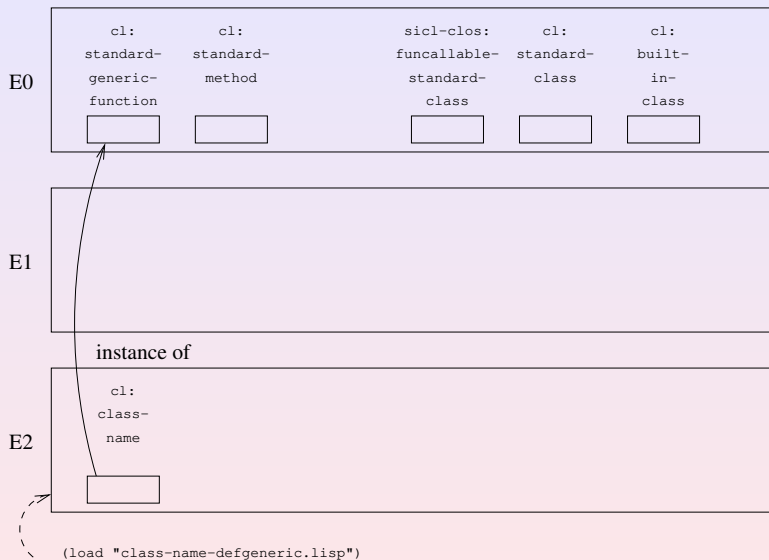 cl:
standard-
generic-
function
cl:
standard-
method
sicl-clos:
funcallable-
standard-
class
cl:
standard-
class
cl:
built-
in-
class
E0
E1
instance of
cl:
class-
name
E2
(load "class-name-defgeneric.lisp")